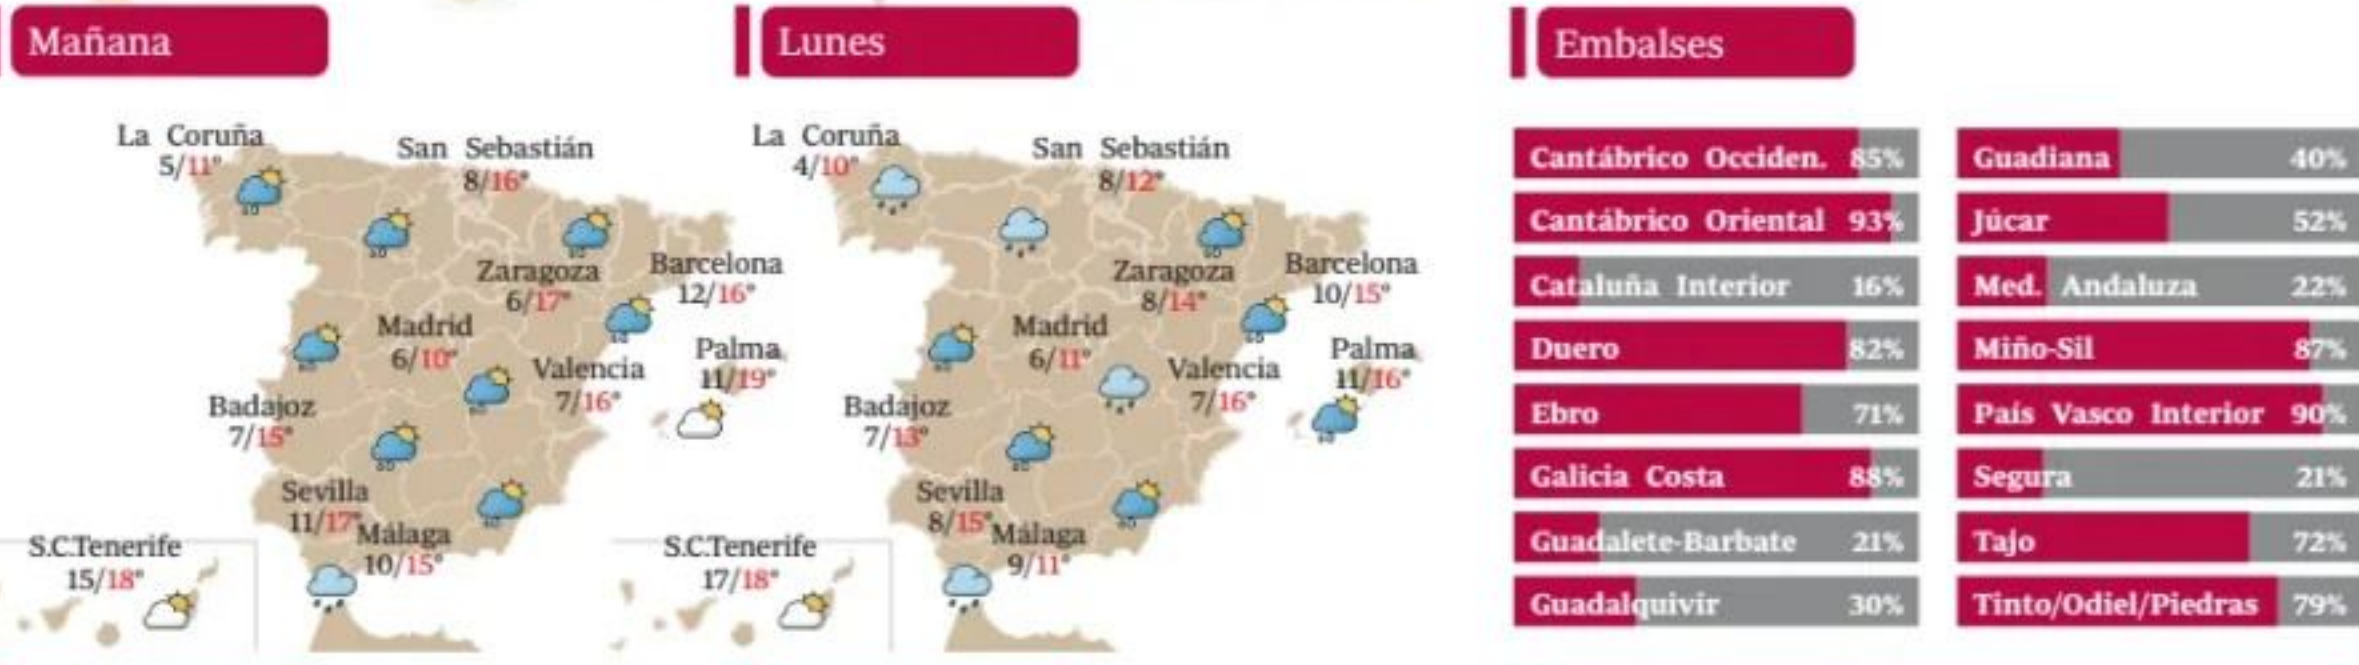 Mañana
La Coruña
5/11°
San Sebastián
8/16°
Zaragoza
6/17°
Barcelona
12/16°
Madrid
6/10°
Valencia
7/16°
Palma
11/19°
Badajoz
7/15°
Sevilla
11/17°
Málaga
10/15°
S.C.Tenerife
15/18°
Lunes
La Coruña
4/10°
San Sebastián
8/12°
Zaragoza
8/14°
Barcelona
10/15°
Madrid
6/11°
Valencia
7/16°
Palma
11/16°
Badajoz
7/13°
Sevilla
8/15°
Málaga
9/11°
S.C.Tenerife
17/18°
Embalses
Cantábrico Occiden. 85%
Cantábrico Oriental 93%
Cataluña Interior 16%
Duero 82%
Ebro 71%
Galicia Costa 88%
Guadalete-Barbate 21%
Guadalquivir 30%
Guadiana 40%
Júcar 52%
Med. Andaluza 22%
Miño-Sil 87%
País Vasco Interior 90%
Segura 21%
Tajo 72%
Tinto/Odiel/Piedras 79%